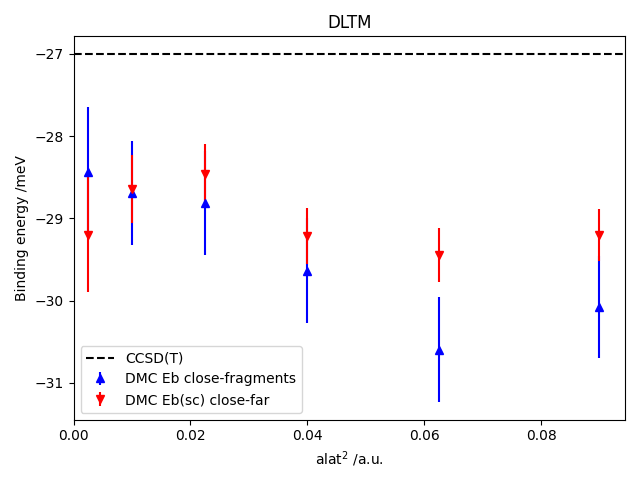 DLTM
Binding energy /meV
−27
−28
−29
−30
−31
CCSD(T)
DMC Eb close-fragments
DMC Eb(sc) close-far
0.00
0.02
0.04
0.06
0.08
alat² /a.u.